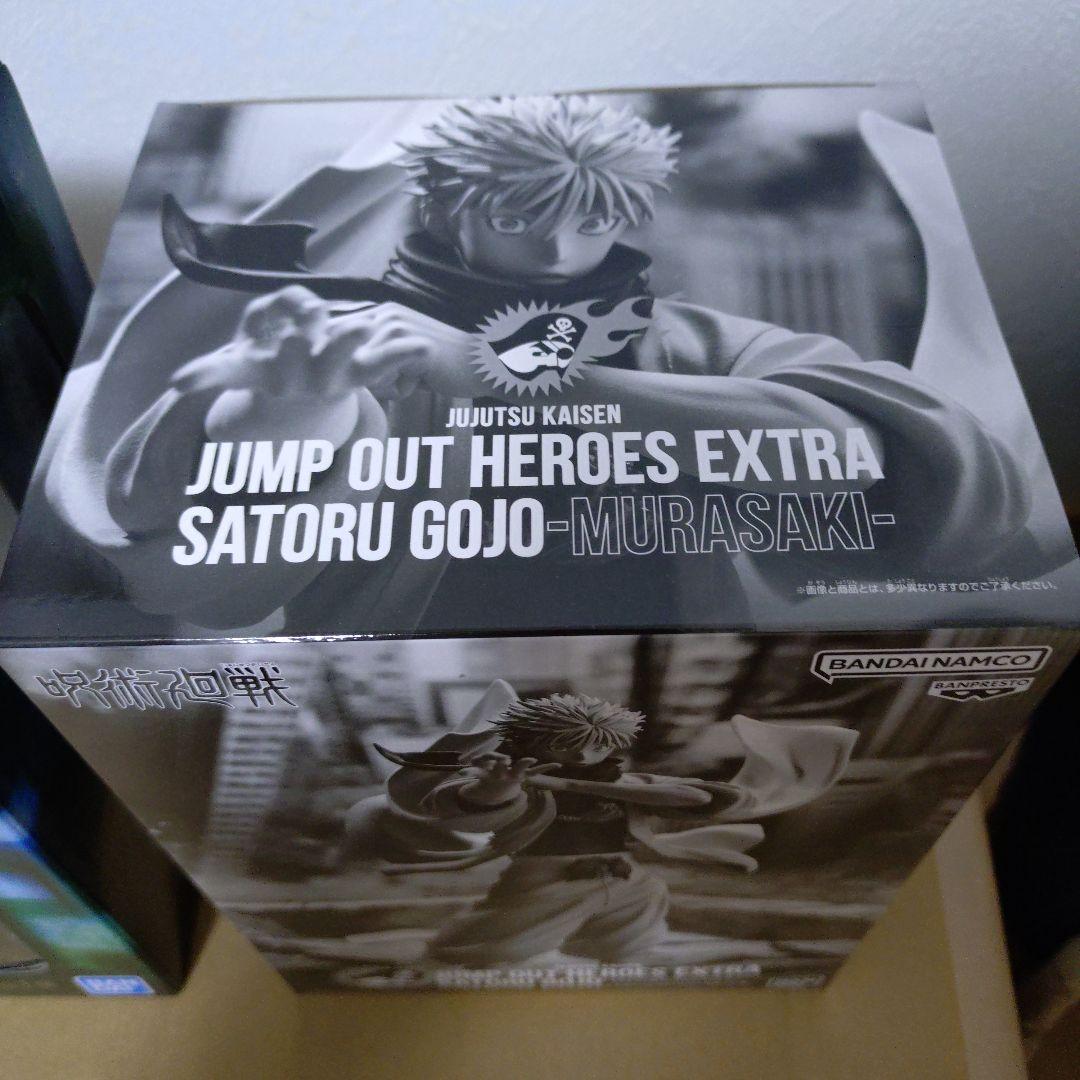 JUJUTSU KAISEN
JUMP OUT HEROES EXTRA
SATORU GOJO-MURASAKI-
※画像と商品とは、多少異なりますのでご了承ください。
呪術廻戦
BANDAI NAMCO
BANPRESTO
JUMP OUT HEROES EXTRA
SATORU GOJO